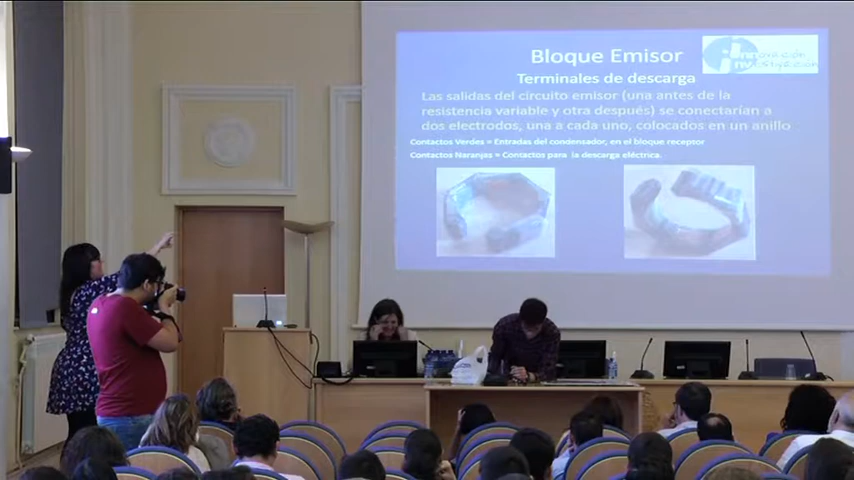 Bloque Emisor
Terminales de descarga
Las salidas del circuito emisor (una antes de la
resistencia variable y otra después) se conectarían a
dos electrodos, una a cada uno, colocados en un anillo
Contactos Verdes = Entradas del condensador, en el bloque receptor
Contactos Naranjas = Contactos para la descarga eléctrica.